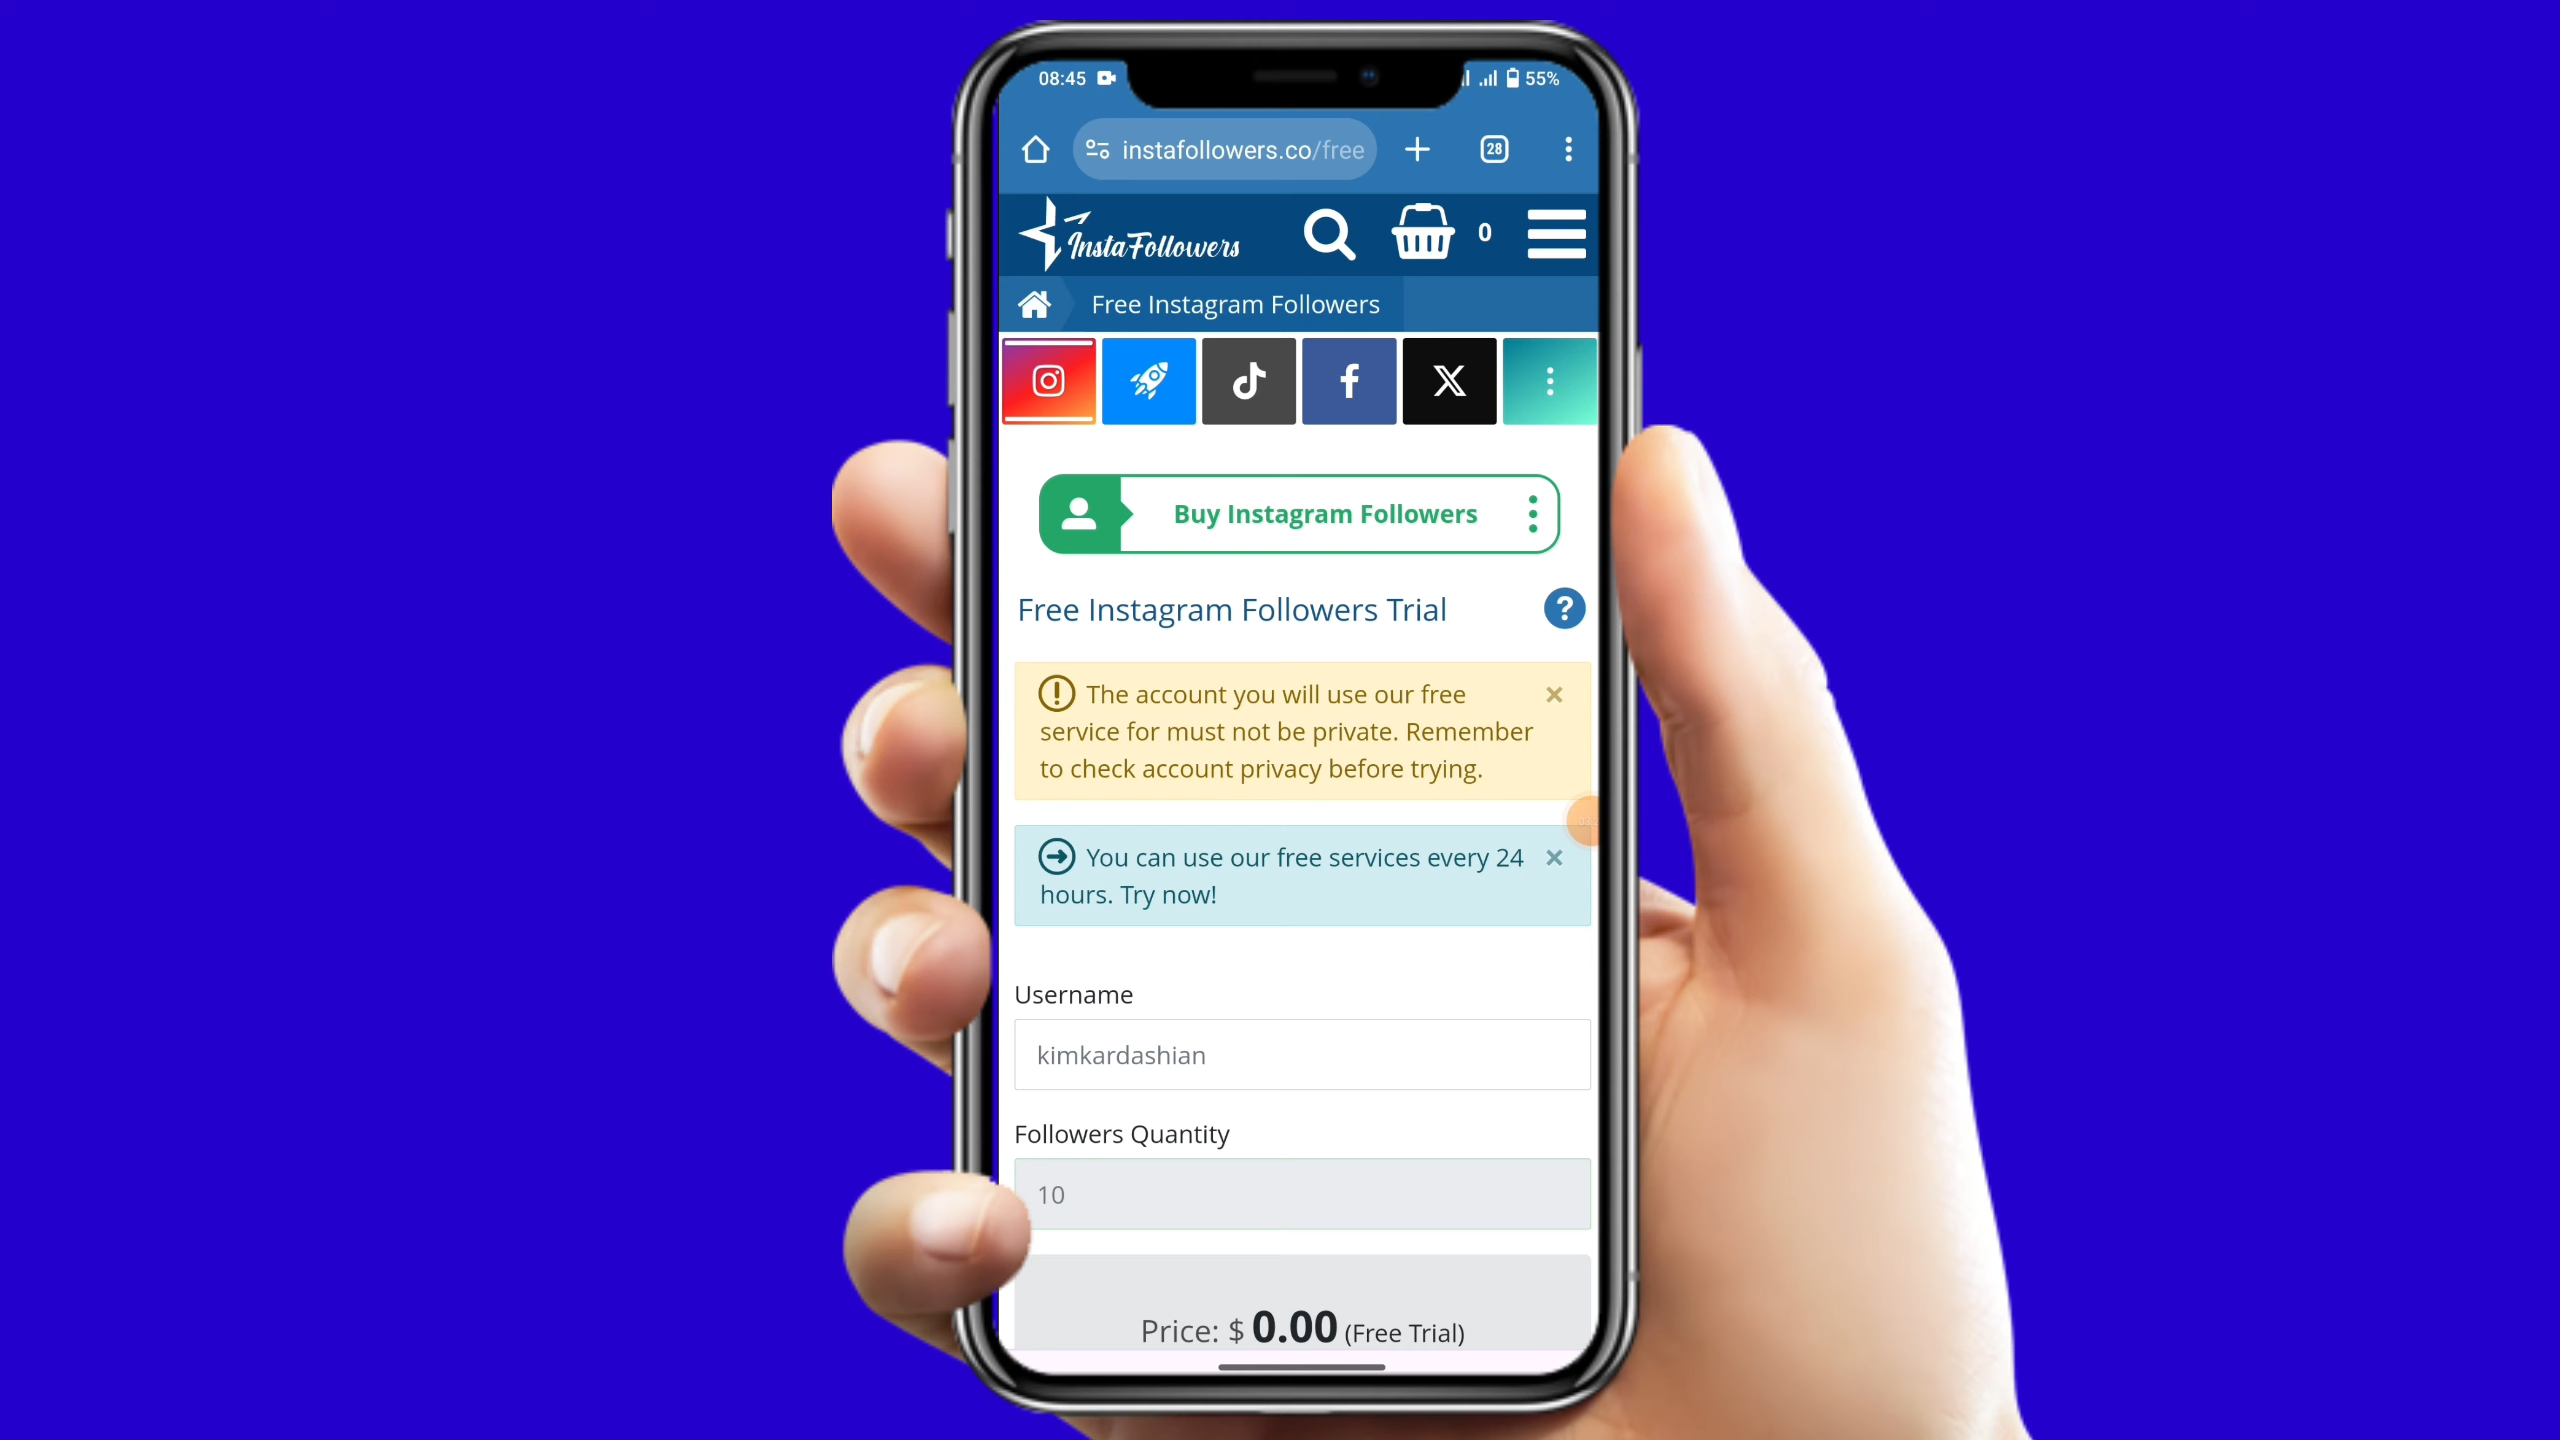 08:45
55%
instafollowers.co/free
28
InstaFollowers
0
Free Instagram Followers
Buy Instagram Followers
Free Instagram Followers Trial
?
The account you will use our free
service for must not be private. Remember
to check account privacy before trying.
You can use our free services every 24
hours. Try now!
Username
kimkardashian
Followers Quantity
10
Price: $ 0.00 (Free Trial)